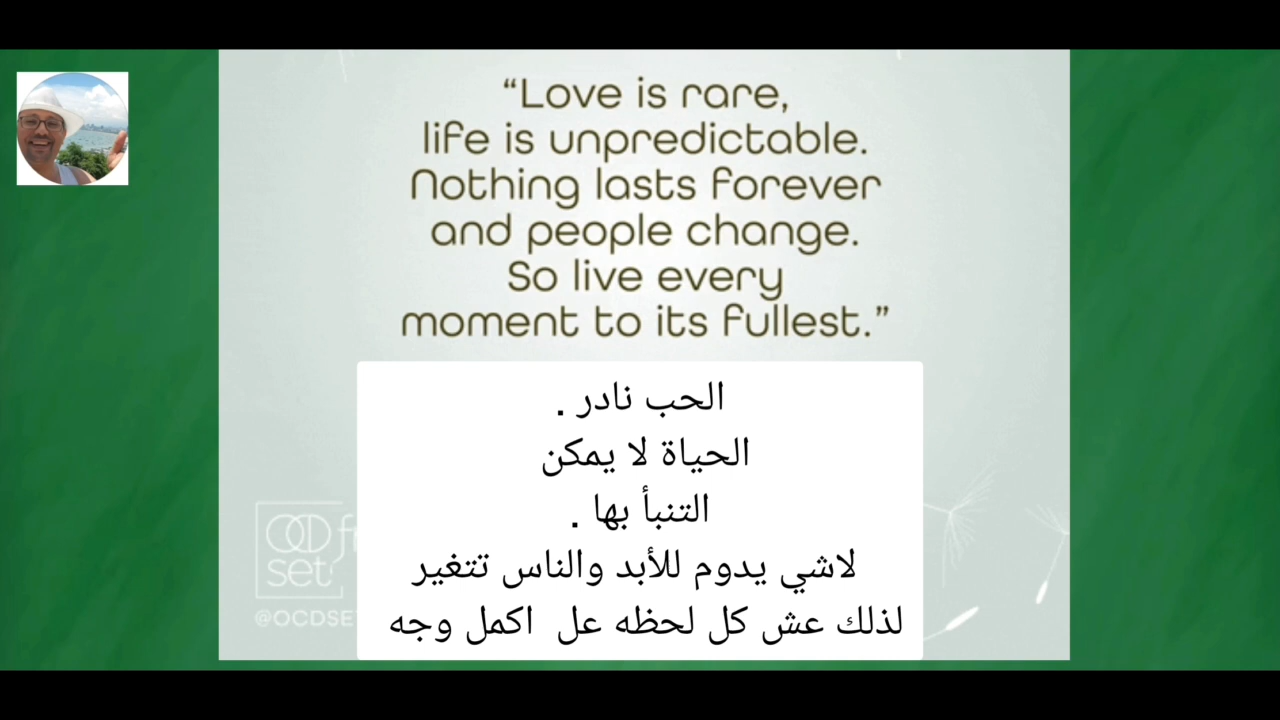 “Love is rare,
life is unpredictable.
Nothing lasts forever
and people change.
So live every
moment to its fullest.”
الحب نادر .
الحياة لا يمكن
التنبأ بها .
لاشي يدوم للأبد والناس تتغير
لذلك عش كل لحظه عل اكمل وجه
OCD
set